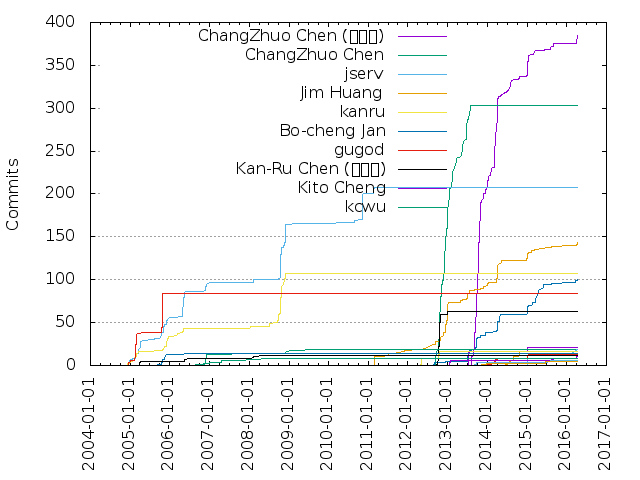 400
350
300
250
200
150
100
50
0
Commits
ChangZhuo Chen (□□□)
ChangZhuo Chen
jserv
Jim Huang
kanru
Bo-cheng Jan
gugod
Kan-Ru Chen (□□□)
Kito Cheng
kcwu
2004-01-01
2005-01-01
2006-01-01
2007-01-01
2008-01-01
2009-01-01
2010-01-01
2011-01-01
2012-01-01
2013-01-01
2014-01-01
2015-01-01
2016-01-01
2017-01-01